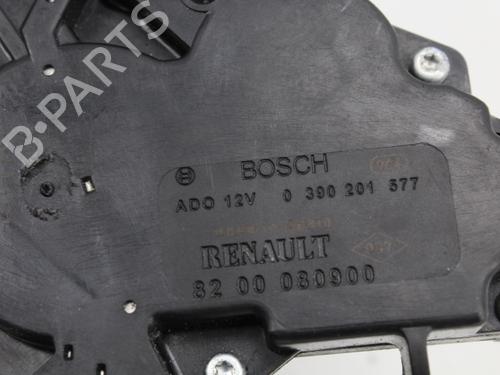 B-PARTS
BOSCH
ADO 12V 0 390 201 577
RENAULT
82 00 080900